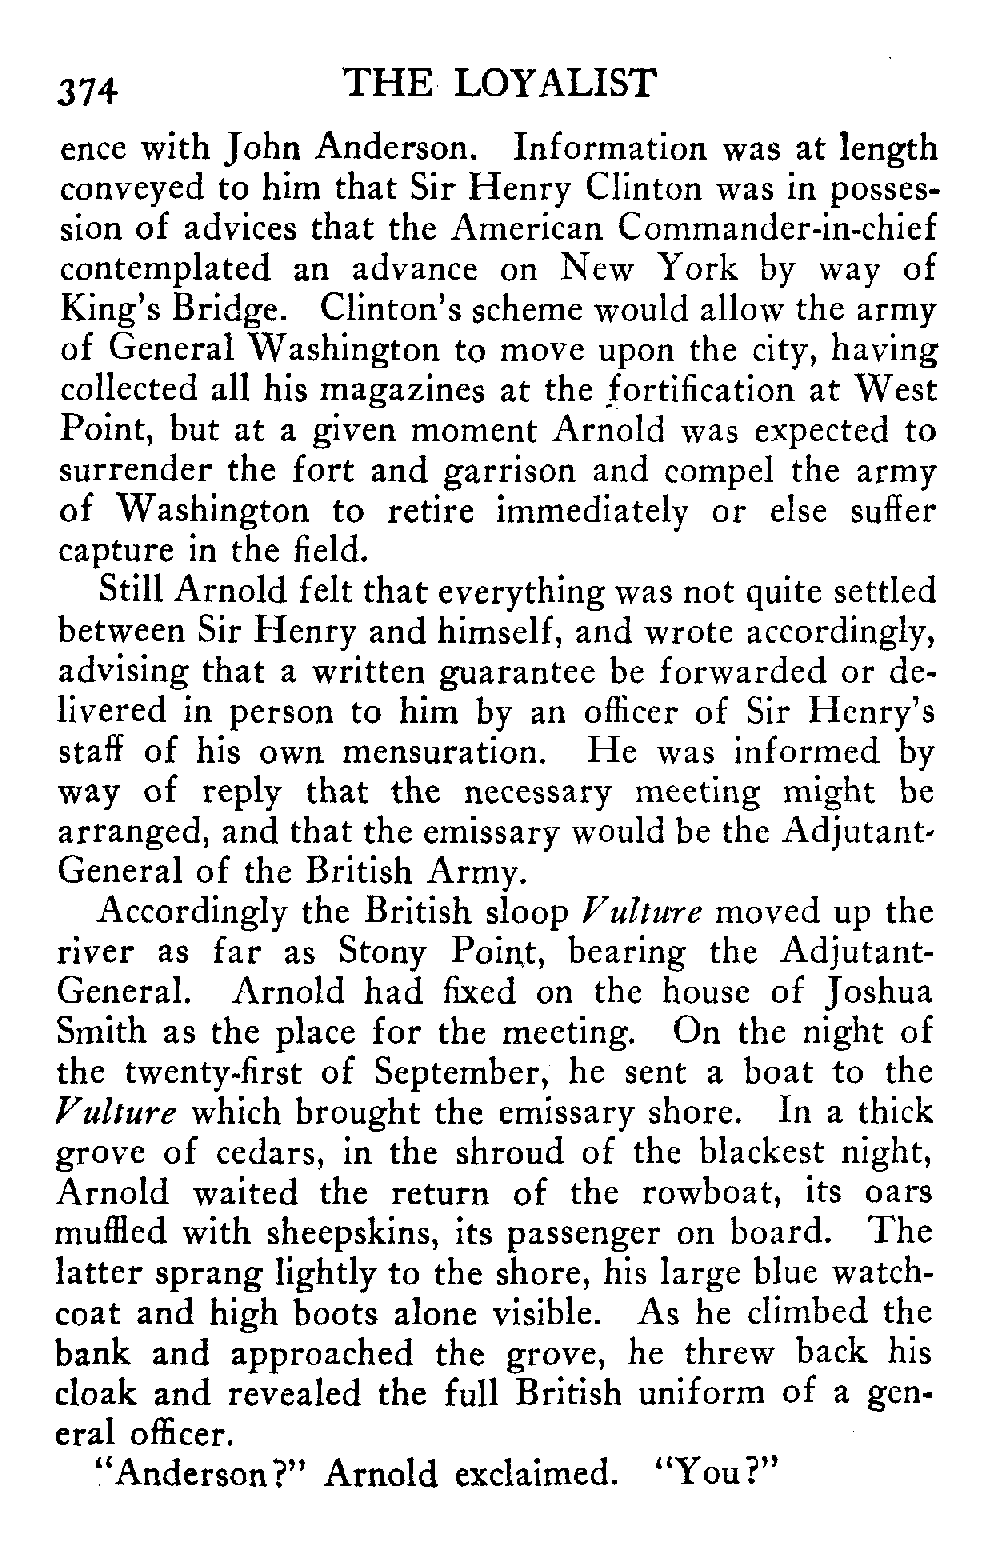 374 THE LOYALIST
ence with John Anderson. Information was at length
conveyed to him that Sir Henry Clinton was in posses-
sion of advices that the American Commander-in-chief
contemplated an advance on New York by way of
King's Bridge. Clinton's scheme would allow the army
of General Washington to move upon the city, having
collected all his magazines at the fortification at West
Point, but at a given moment Arnold was expected to
surrender the fort and garrison and compel the army
of Washington to retire immediately or else suffer
capture in the field.
Still Arnold felt that everything was not quite settled
between Sir Henry and himself, and wrote accordingly,
advising that a written guarantee be forwarded or de-
livered in person to him by an officer of Sir Henry's
staff of his own mensuration. He was informed by
way of reply that the necessary meeting might be
arranged, and that the emissary would be the Adjutant-
General of the British Army.
Accordingly the British sloop Vulture moved up the
river as far as Stony Point, bearing the Adjutant-
General. Arnold had fixed on the house of Joshua
Smith as the place for the meeting. On the night of
the twenty-first of September, he sent a boat to the
Vulture which brought the emissary shore. In a thick
grove of cedars, in the shroud of the blackest night,
Arnold waited the return of the rowboat, its oars
muffled with sheepskins, its passenger on board. The
latter sprang lightly to the shore, his large blue watch-
coat and high boots alone visible. As he climbed the
bank and approached the grove, he threw back his
cloak and revealed the full British uniform of a gen-
eral officer.
"Anderson?" Arnold exclaimed. "You?"